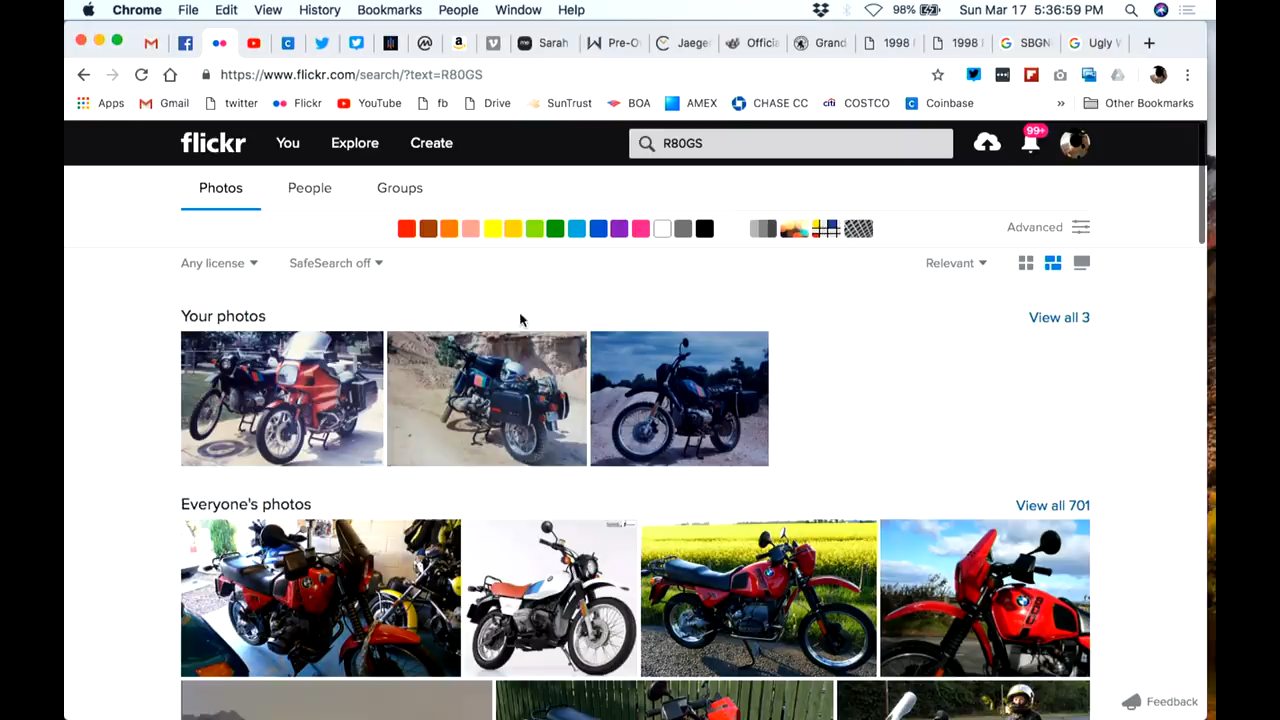 Chrome File Edit View History Bookmarks People Window Help 98% Sun Mar 17 5:36:59 PM
Sarah Pre-O Jaege Officia Grand 1998 1998 SBGN Ugly W
https://www.flickr.com/search/?text=R80GS
Apps Gmail twitter Flickr YouTube fb Drive SunTrust BOA AMEX CHASE CC citi COSTCO Coinbase » Other Bookmarks
flickr You Explore Create R80GS 99+
Photos People Groups
Advanced
Any license SafeSearch off Relevant
Your photos View all 3
Everyone's photos View all 701
Feedback